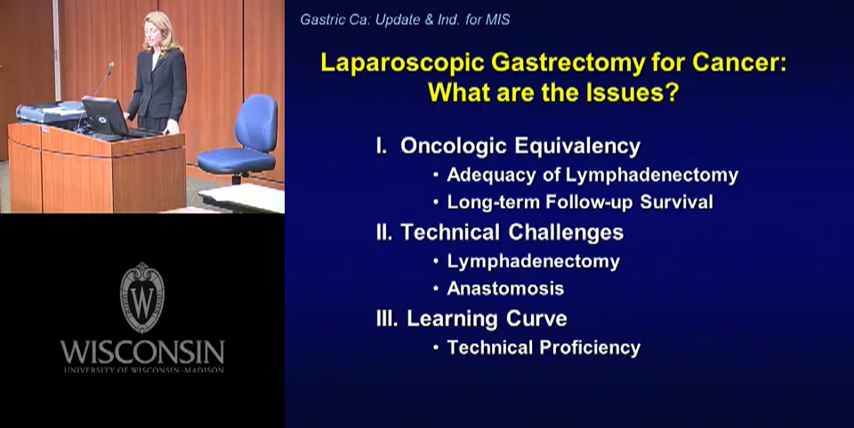 Gastric Ca: Update & Ind. for MIS
Laparoscopic Gastrectomy for Cancer:
What are the Issues?
I. Oncologic Equivalency
• Adequacy of Lymphadenectomy
• Long-term Follow-up Survival
II. Technical Challenges
• Lymphadenectomy
• Anastomosis
III. Learning Curve
• Technical Proficiency
W
WISCONSIN
UNIVERSITY OF WISCONSIN–MADISON